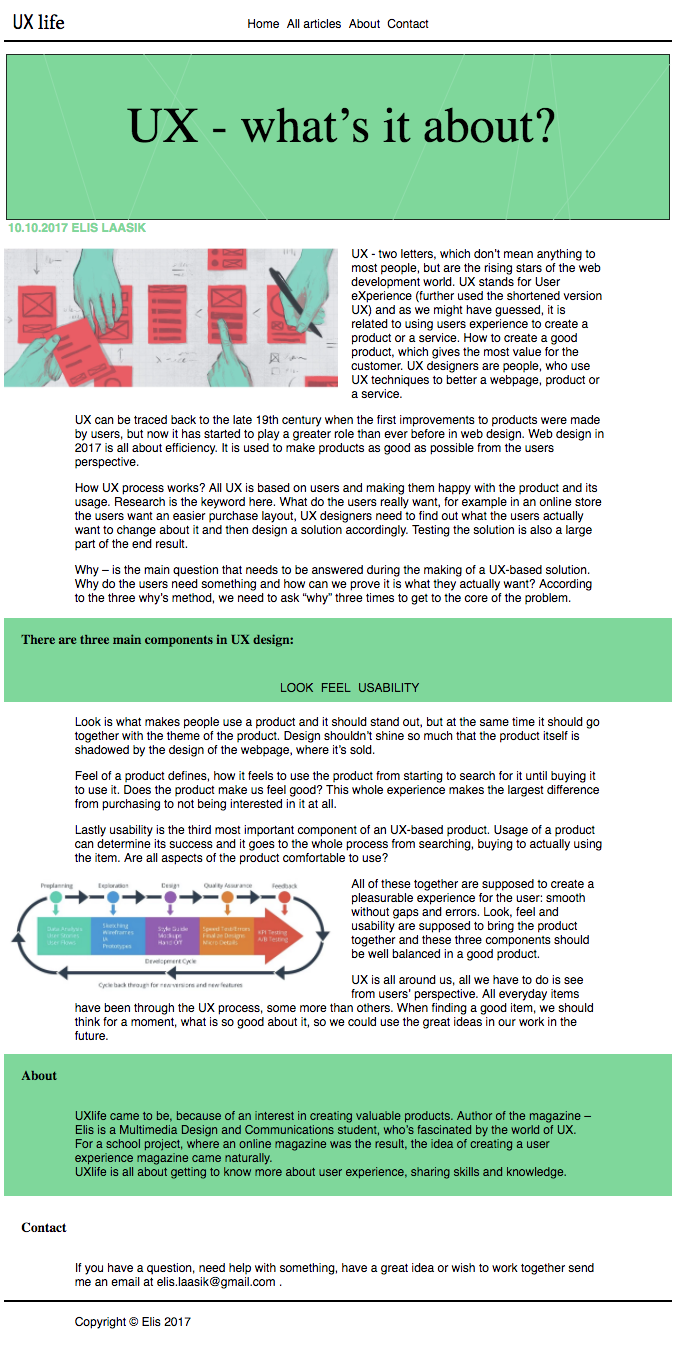 UX life
Home All articles About Contact
UX - what's it about?
10.10.2017 ELIS LAASIK
UX - two letters, which don't mean anything to
most people, but are the rising stars of the web
development world. UX stands for User
eXperience (further used the shortened version
UX) and as we might have guessed, it is
related to using users experience to create a
product or a service. How to create a good
product, which gives the most value for the
customer. UX designers are people, who use
UX techniques to better a webpage, product or
a service.
UX can be traced back to the late 19th century when the first improvements to products were made
by users, but now it has started to play a greater role than ever before in web design. Web design in
2017 is all about efficiency. It is used to make products as good as possible from the users
perspective.
How UX process works? All UX is based on users and making them happy with the product and its
usage. Research is the keyword here. What do the users really want, for example in an online store
the users want an easier purchase layout, UX designers need to find out what the users actually
want to change about it and then design a solution accordingly. Testing the solution is also a large
part of the end result.
Why – is the main question that needs to be answered during the making of a UX-based solution.
Why do the users need something and how can we prove it is what they actually want? According
to the three why's method, we need to ask “why” three times to get to the core of the problem.
There are three main components in UX design:
LOOK FEEL USABILITY
Look is what makes people use a product and it should stand out, but at the same time it should go
together with the theme of the product. Design shouldn't shine so much that the product itself is
shadowed by the design of the webpage, where it's sold.
Feel of a product defines, how it feels to use the product from starting to search for it until buying it
to use it. Does the product make us feel good? This whole experience makes the largest difference
from purchasing to not being interested in it at all.
Lastly usability is the third most important component of an UX-based product. Usage of a product
can determine its success and it goes to the whole process from searching, buying to actually using
the item. Are all aspects of the product comfortable to use?
Preplanning Exploration Design Quality Assurance Feedback
Data Analysis
User Stories
User Flows
Sketching
Wireframes
IA
Prototypes
Style Guide
Mockups
Hand Off
Speed Test/Fixes
Finalize Designs
Micro Details
KPI Testing
A/B Testing
Development Cycle
Cycle back through for new versions and new features
All of these together are supposed to create a
pleasurable experience for the user: smooth
without gaps and errors. Look, feel and
usability are supposed to bring the product
together and these three components should
be well balanced in a good product.
UX is all around us, all we have to do is see
from users' perspective. All everyday items
have been through the UX process, some more than others. When finding a good item, we should
think for a moment, what is so good about it, so we could use the great ideas in our work in the
future.
About
UXlife came to be, because of an interest in creating valuable products. Author of the magazine –
Elis is a Multimedia Design and Communications student, who's fascinated by the world of UX.
For a school project, where an online magazine was the result, the idea of creating a user
experience magazine came naturally.
UXlife is all about getting to know more about user experience, sharing skills and knowledge.
Contact
If you have a question, need help with something, have a great idea or wish to work together send
me an email at elis.laasik@gmail.com .
Copyright © Elis 2017